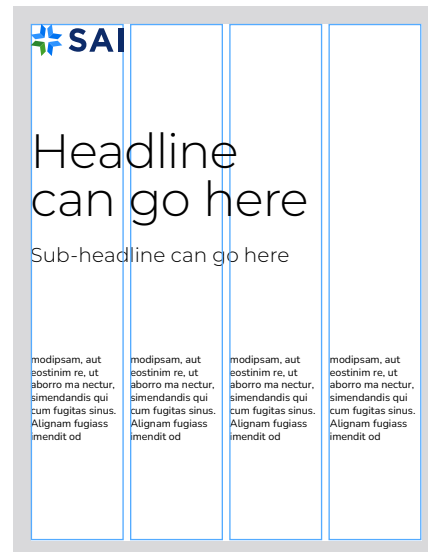 SAI
Headline
can go here
Sub-headline can go here
modipsam, aut
eostinim re, ut
aborro ma nectur,
simendandis qui
cum fugitas sinus.
Alignam fugiass
imendit od
modipsam, aut
eostinim re, ut
aborro ma nectur,
simendandis qui
cum fugitas sinus.
Alignam fugiass
imendit od
modipsam, aut
eostinim re, ut
aborro ma nectur,
simendandis qui
cum fugitas sinus.
Alignam fugiass
imendit od
modipsam, aut
eostinim re, ut
aborro ma nectur,
simendandis qui
cum fugitas sinus.
Alignam fugiass
imendit od